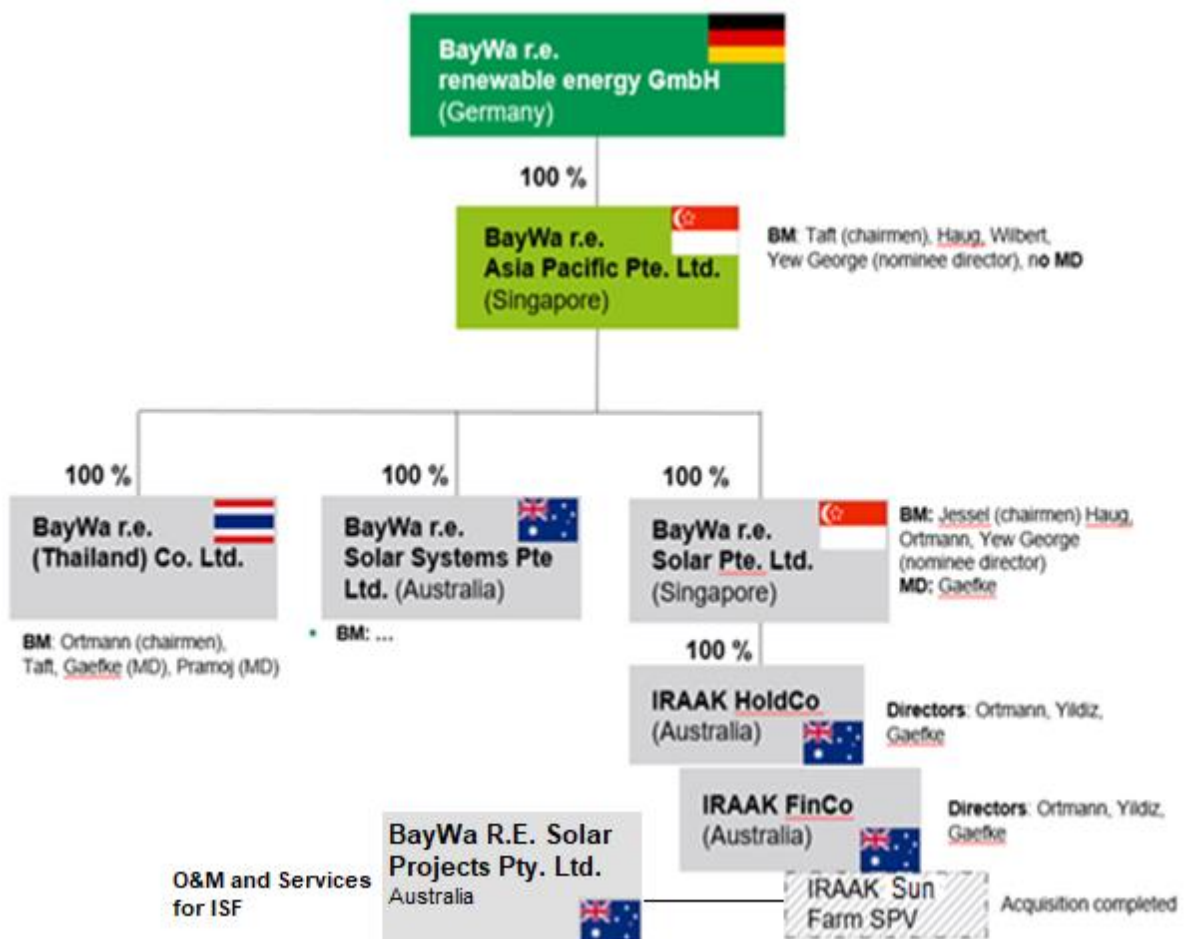 BayWa r.e.
renewable energy GmbH
(Germany)
100 %
BayWa r.e.
Asia Pacific Pte. Ltd.
(Singapore)
BM: Taft (chairmen), Haug, Wilbert,
Yew George (nominee director), no MD
100 %
BayWa r.e.
(Thailand) Co. Ltd.
BM: Ortmann (chairmen),
Taft, Gaefke (MD), Pramoj (MD)
100 %
BayWa r.e.
Solar Systems Pte
Ltd. (Australia)
• BM: ...
100 %
BayWa r.e.
Solar Pte. Ltd.
(Singapore)
BM: Jessel (chairmen) Haug,
Ortmann, Yew George
(nominee director)
MD: Gaefke
100 %
IRAAK HoldCo
(Australia)
Directors: Ortmann, Yildiz,
Gaefke
IRAAK FinCo
(Australia)
Directors: Ortmann, Yildiz,
Gaefke
O&M and Services
for ISF
BayWa R.E. Solar
Projects Pty. Ltd.
Australia
IRAAK Sun
Farm SPV
Acquisition completed